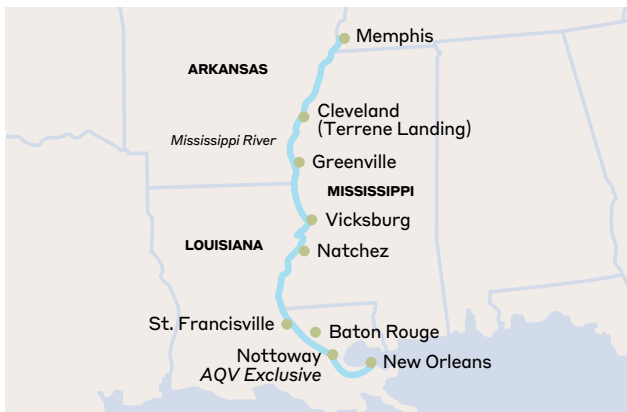 Memphis
ARKANSAS
Cleveland
(Terrene Landing)
Mississippi River
Greenville
MISSISSIPPI
Vicksburg
LOUISIANA
Natchez
St. Francisville
Baton Rouge
Nottoway
AQV Exclusive
New Orleans